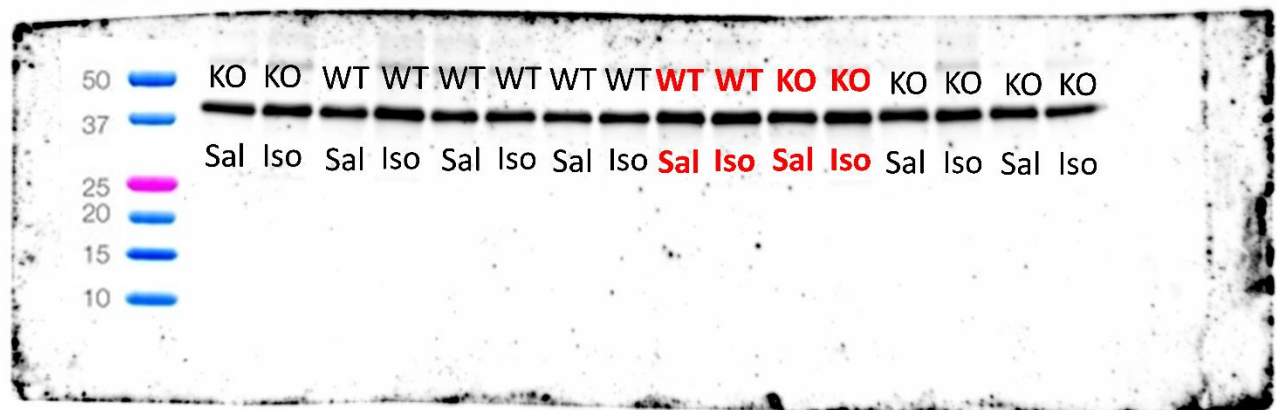 50 KO KO WT WT WT WT WT WT WT WT KO KO KO KO KO KO
37
Sal Iso Sal Iso Sal Iso Sal Iso Sal Iso Sal Iso Sal Iso Sal Iso
25
20
15
10